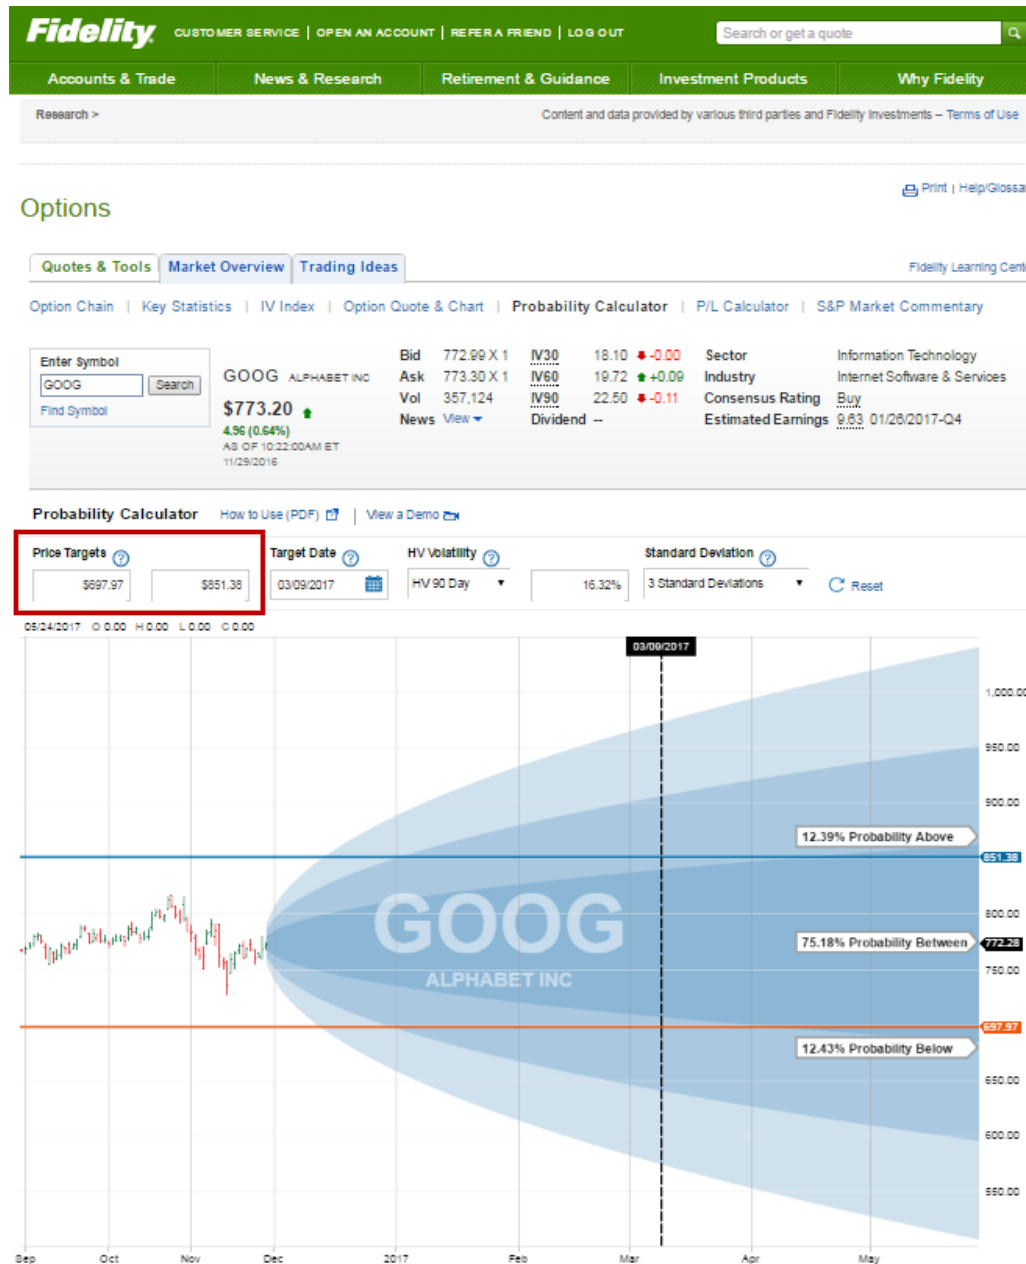 Fidelity CUSTOMER SERVICE | OPEN AN ACCOUNT | REFER A FRIEND | LOG OUT Search or get a quote
Accounts & Trade News & Research Retirement & Guidance Investment Products Why Fidelity
Research > Content and data provided by various third parties and Fidelity Investments – Terms of Use
Print | Help/Glossar
Options
Quotes & Tools Market Overview Trading Ideas Fidelity Learning Cent
Option Chain | Key Statistics | IV Index | Option Quote & Chart | Probability Calculator | P/L Calculator | S&P Market Commentary
Enter Symbol
GOOG Search
Find Symbol
GOOG ALPHABET INC
$773.20
4.96 (0.64%)
AS OF 10:22:00AM ET
11/29/2016
Bid 772.99 X 1 IV30 18.10 -0.00 Sector Information Technology
Ask 773.30 X 1 IV60 19.72 +0.09 Industry Internet Software & Services
Vol 357,124 IV90 22.50 -0.11 Consensus Rating Buy
News View Dividend -- Estimated Earnings 9.63 01/26/2017-Q4
Probability Calculator How to Use (PDF) | View a Demo
Price Targets ? Target Date ? HV Volatility ? Standard Deviation ?
$697.97 $851.38 03/09/2017 HV 90 Day 16.32% 3 Standard Deviations Reset
05/24/2017 O 0.00 H 0.00 L 0.00 C 0.00
03/09/2017
1,000.00
950.00
900.00
12.39% Probability Above
851.38
GOOG
ALPHABET INC
800.00
75.18% Probability Between 772.28
750.00
697.97
12.43% Probability Below
650.00
600.00
550.00
Sep Oct Nov Dec 2017 Feb Mar Apr May